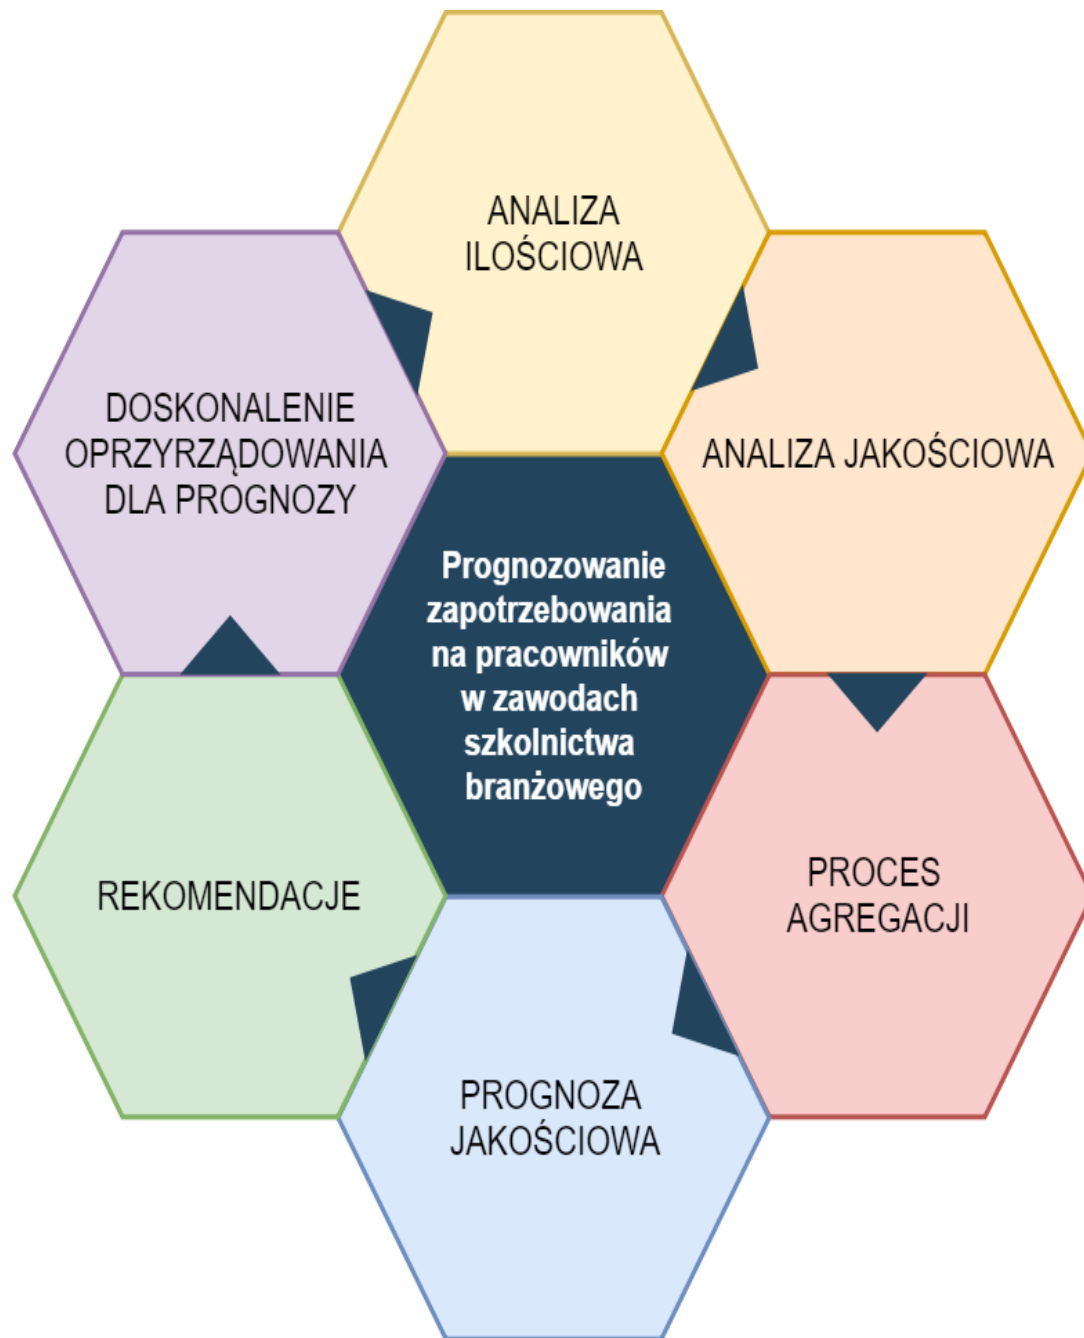 ANALIZA
ILOŚCIOWA
ANALIZA JAKOŚCIOWA
PROCES
AGREGACJI
PROGNOZA
JAKOŚCIOWA
REKOMENDACJE
DOSKONALENIE
OPRZYRZĄDOWANIA
DLA PROGNOZY
Prognozowanie
zapotrzebowania
na pracowników
w zawodach
szkolnictwa
branżowego